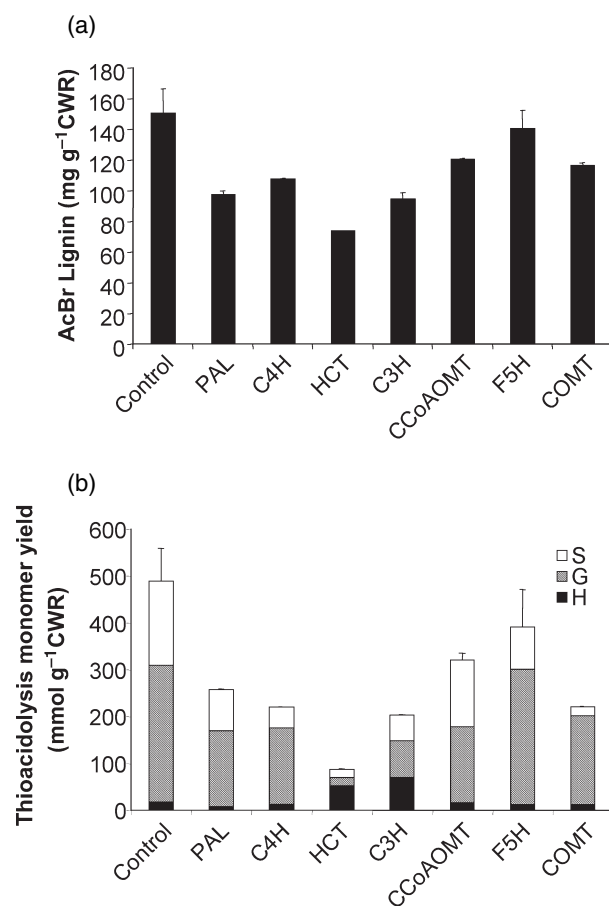 (a)
AcBr Lignin (mg g⁻¹CWR)
180
160
140
120
100
80
60
40
20
0
Control
PAL
C4H
HCT
C3H
CCoAOMT
F5H
COMT
(b)
Thioacidolysis monomer yield
(mmol g⁻¹CWR)
600
500
400
300
200
100
0
S
G
H
Control
PAL
C4H
HCT
C3H
CCoAOMT
F5H
COMT